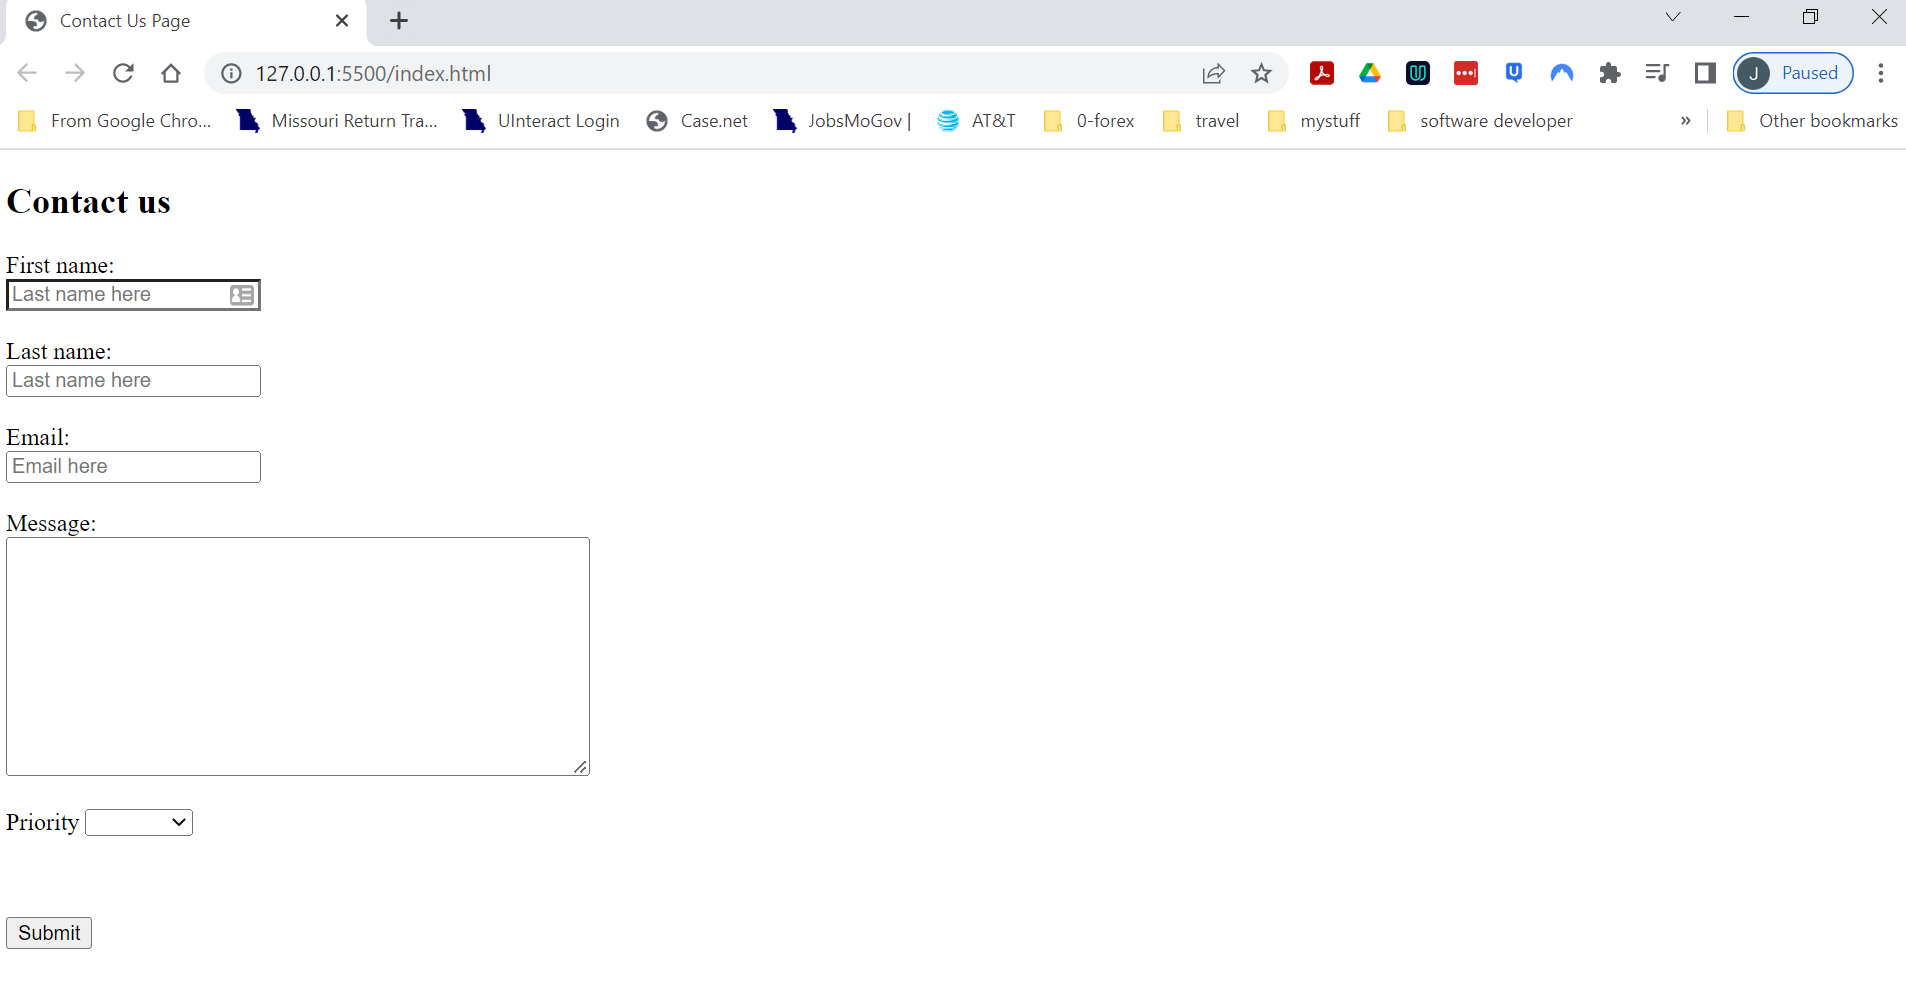 Contact Us Page
127.0.0.1:5500/index.html
J Paused
From Google Chro... Missouri Return Tra... UInteract Login Case.net JobsMoGov | AT&T 0-forex travel mystuff software developer » Other bookmarks
Contact us
First name:
Last name here
Last name:
Last name here
Email:
Email here
Message:
Priority
Submit